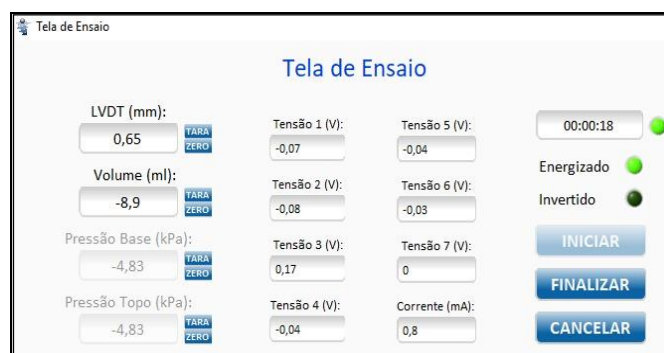 Tela de Ensaio
Tela de Ensaio
LVDT (mm):
0,65
TARA
ZERO
Volume (ml):
-8,9
TARA
ZERO
Pressão Base (kPa):
-4,83
TARA
ZERO
Pressão Topo (kPa):
-4,83
TARA
ZERO
Tensão 1 (V):
-0,07
Tensão 2 (V):
-0,08
Tensão 3 (V):
0,17
Tensão 4 (V):
-0,04
Tensão 5 (V):
-0,04
Tensão 6 (V):
-0,03
Tensão 7 (V):
0
Corrente (mA):
0,8
00:00:18
Energizado
Invertido
INICIAR
FINALIZAR
CANCELAR